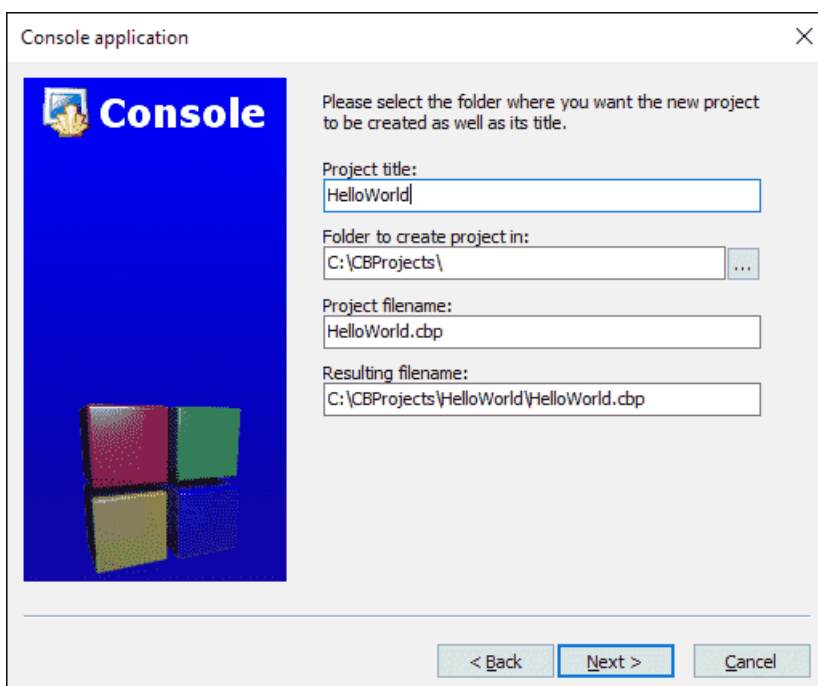 Console application
Console
Please select the folder where you want the new project
to be created as well as its title.
Project title:
HelloWorld
Folder to create project in:
C:\CBProjects\
...
Project filename:
HelloWorld.cbp
Resulting filename:
C:\CBProjects\HelloWorld\HelloWorld.cbp
< Back
Next >
Cancel